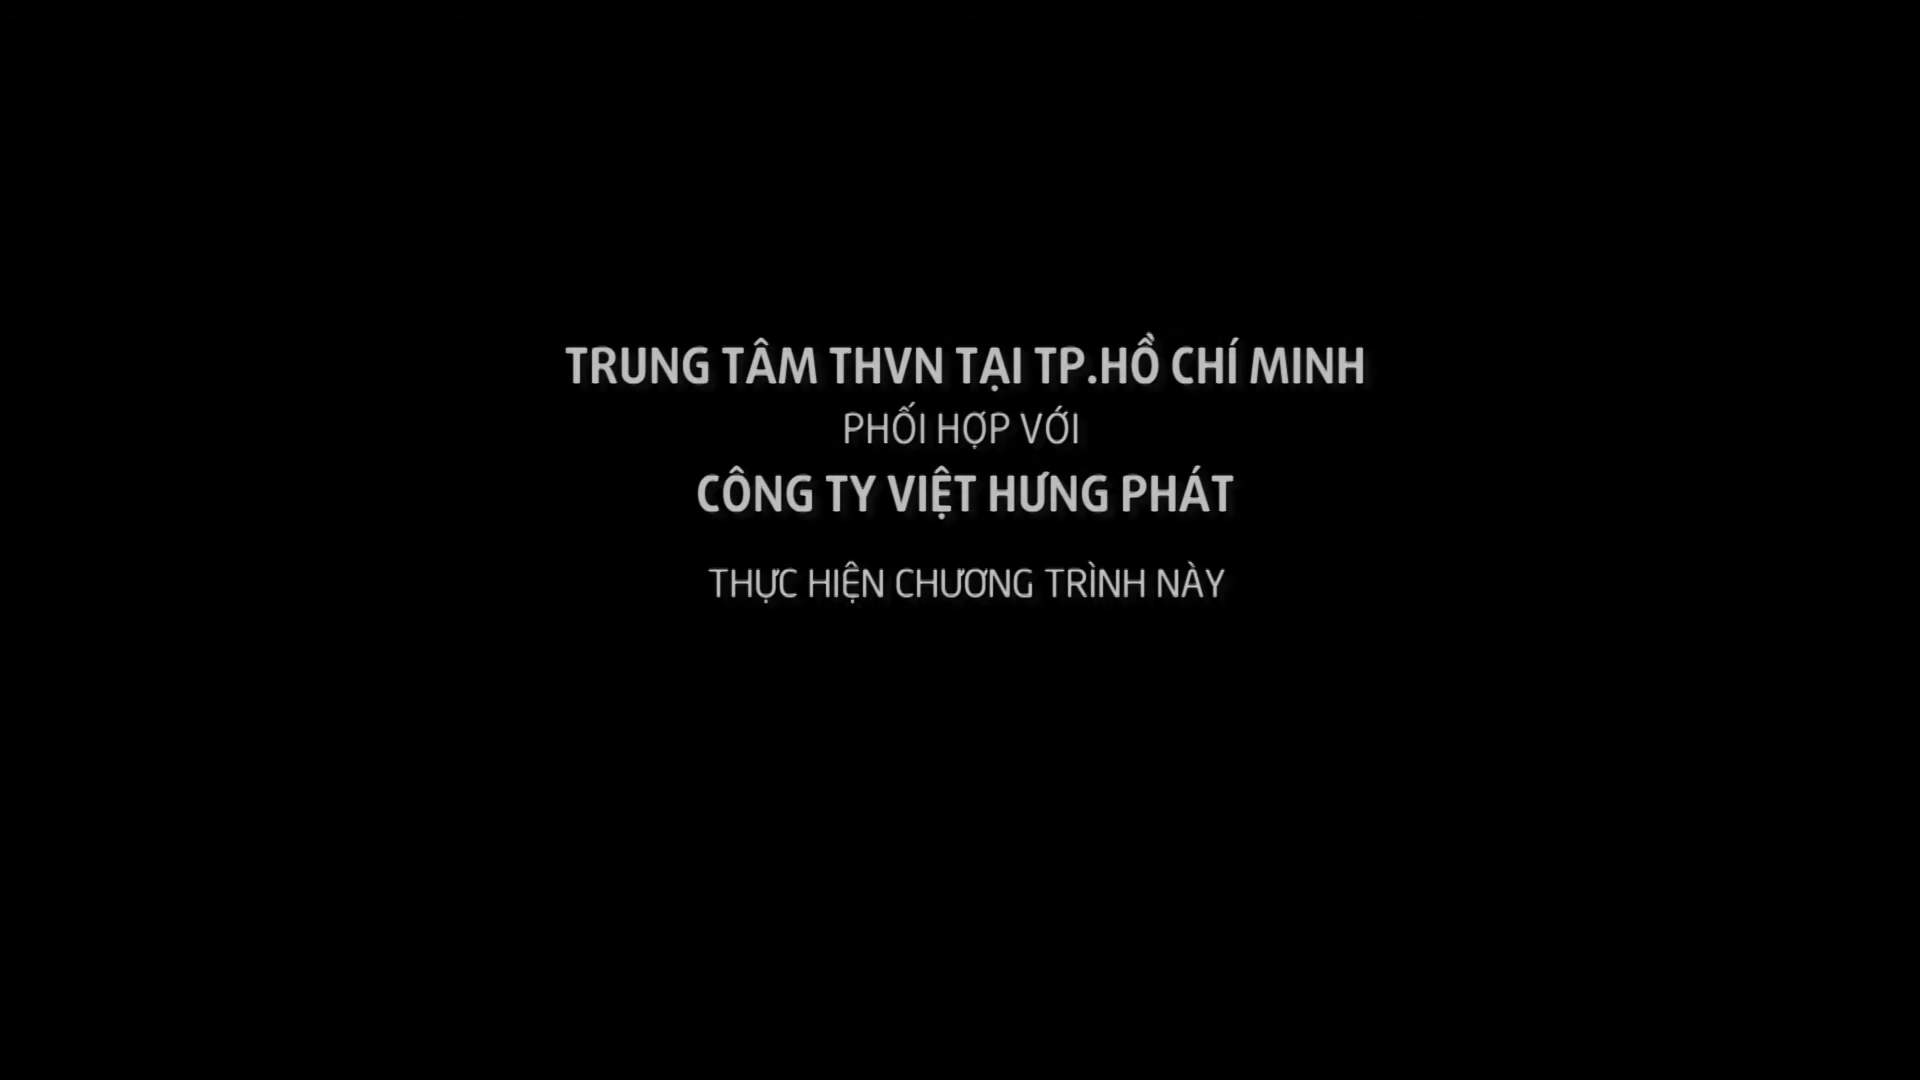 TRUNG TÂM THVN TẠI TP.HỒ CHÍ MINH
PHỐI HỢP VỚI
CÔNG TY VIỆT HƯNG PHÁT
THỰC HIỆN CHƯƠNG TRÌNH NÀY